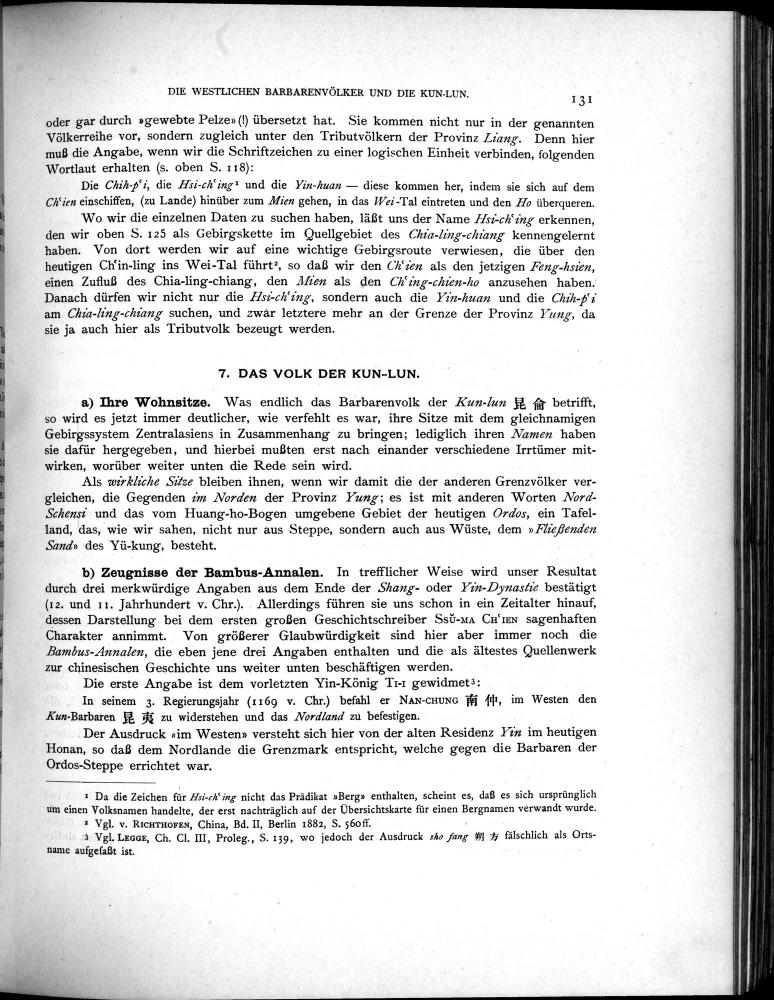 DIE WESTLICHEN BARBARENVÖLKER UND DIE KUN-LUN. 131
oder gar durch »gewebte Pelze» (!) übersetzt hat. Sie kommen nicht nur in der genannten
Völkerreihe vor, sondern zugleich unter den Tributvölkern der Provinz Liang. Denn hier
muß die Angabe, wenn wir die Schriftzeichen zu einer logischen Einheit verbinden, folgenden
Wortlaut erhalten (s. oben S. 118):
Die Chih-pʿi, die Hsi-chʿing¹ und die Yin-huan — diese kommen her, indem sie sich auf dem
Chʿien einschiffen, (zu Lande) hinüber zum Mien gehen, in das Wei-Tal eintreten und den Ho überqueren.
Wo wir die einzelnen Daten zu suchen haben, läßt uns der Name Hsi-chʿing erkennen,
den wir oben S. 125 als Gebirgskette im Quellgebiet des Chia-ling-chiang kennengelernt
haben. Von dort werden wir auf eine wichtige Gebirgsroute verwiesen, die über den
heutigen Chʿin-ling ins Wei-Tal führt², so daß wir den Chʿien als den jetzigen Feng-hsien,
einen Zufluß des Chia-ling-chiang, den Mien als den Chʿing-chien-ho anzusehen haben.
Danach dürfen wir nicht nur die Hsi-chʿing, sondern auch die Yin-huan und die Chih-pʿi
am Chia-ling-chiang suchen, und zwar letztere mehr an der Grenze der Provinz Yung, da
sie ja auch hier als Tributvolk bezeugt werden.
7. DAS VOLK DER KUN-LUN.
a) Ihre Wohnsitze. Was endlich das Barbarenvolk der Kun-lun 昆侖 betrifft,
so wird es jetzt immer deutlicher, wie verfehlt es war, ihre Sitze mit dem gleichnamigen
Gebirgssystem Zentralasiens in Zusammenhang zu bringen; lediglich ihren Namen haben
sie dafür hergegeben, und hierbei mußten erst nach einander verschiedene Irrtümer mit-
wirken, worüber weiter unten die Rede sein wird.
Als wirkliche Sitze bleiben ihnen, wenn wir damit die der anderen Grenzvölker ver-
gleichen, die Gegenden im Norden der Provinz Yung; es ist mit anderen Worten Nord-
Schensi und das vom Huang-ho-Bogen umgebene Gebiet der heutigen Ordos, ein Tafel-
land, das, wie wir sahen, nicht nur aus Steppe, sondern auch aus Wüste, dem »Fließenden
Sand» des Yü-kung, besteht.
b) Zeugnisse der Bambus-Annalen. In trefflicher Weise wird unser Resultat
durch drei merkwürdige Angaben aus dem Ende der Shang- oder Yin-Dynastie bestätigt
(12. und 11. Jahrhundert v. Chr.). Allerdings führen sie uns schon in ein Zeitalter hinauf,
dessen Darstellung bei dem ersten großen Geschichtschreiber SSŬ-MA CHʿIEN sagenhaften
Charakter annimmt. Von größerer Glaubwürdigkeit sind hier aber immer noch die
Bambus-Annalen, die eben jene drei Angaben enthalten und die als ältestes Quellenwerk
zur chinesischen Geschichte uns weiter unten beschäftigen werden.
Die erste Angabe ist dem vorletzten Yin-König TI-I gewidmet³:
In seinem 3. Regierungsjahr (1169 v. Chr.) befahl er NAN-CHUNG 南仲, im Westen den
Kun-Barbaren 昆夷 zu widerstehen und das Nordland zu befestigen.
Der Ausdruck »im Westen» versteht sich hier von der alten Residenz Yin im heutigen
Honan, so daß dem Nordlande die Grenzmark entspricht, welche gegen die Barbaren der
Ordos-Steppe errichtet war.
¹ Da die Zeichen für Hsi-chʿing nicht das Prädikat »Berg» enthalten, scheint es, daß es sich ursprünglich
um einen Volksnamen handelte, der erst nachträglich auf der Übersichtskarte für einen Bergnamen verwandt wurde.
² Vgl. v. RICHTHOFEN, China, Bd. II, Berlin 1882, S. 560ff.
³ Vgl. LEGGE, Ch. Cl. III, Proleg., S. 139, wo jedoch der Ausdruck sho fang 朔方 fälschlich als Orts-
name aufgefaßt ist.